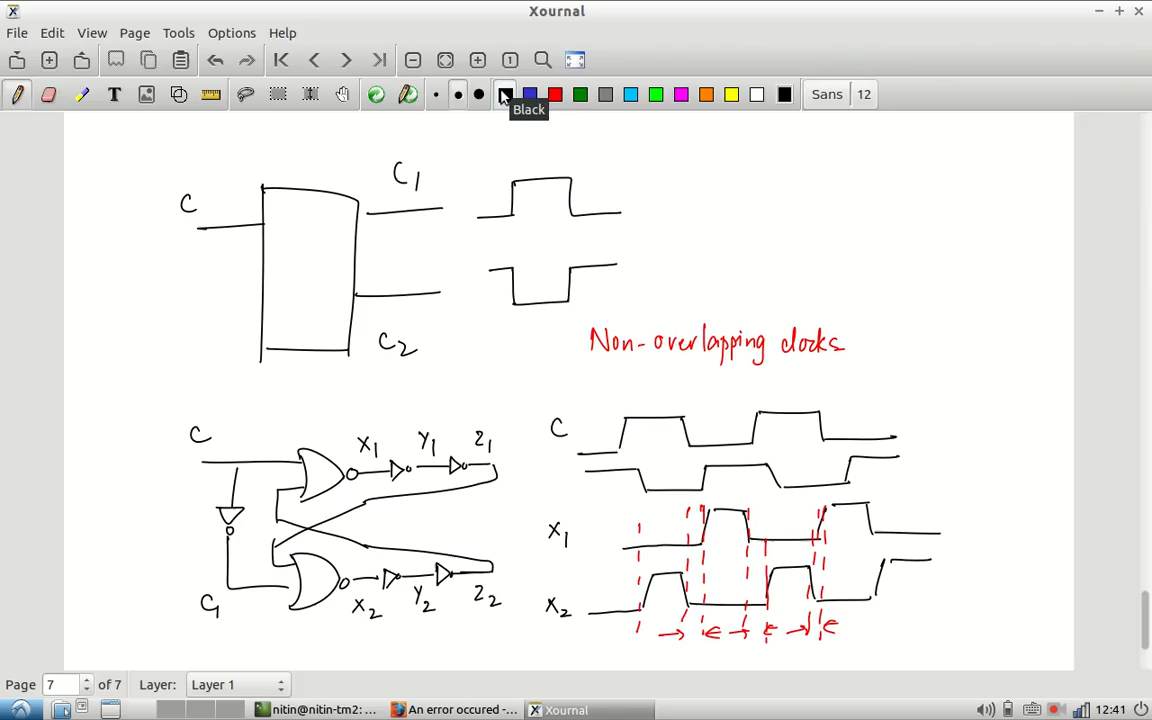 Xournal
File Edit View Page Tools Options Help
Sans 12
Black
C
C1
C2
Non-overlapping clocks
C X1 Y1 Z1
C
X1
C1 X2 Y2 Z2
X2
Page 7 of 7 Layer: Layer 1
nitin@nitin-tm2: ... An error occured -... Xournal 12:41